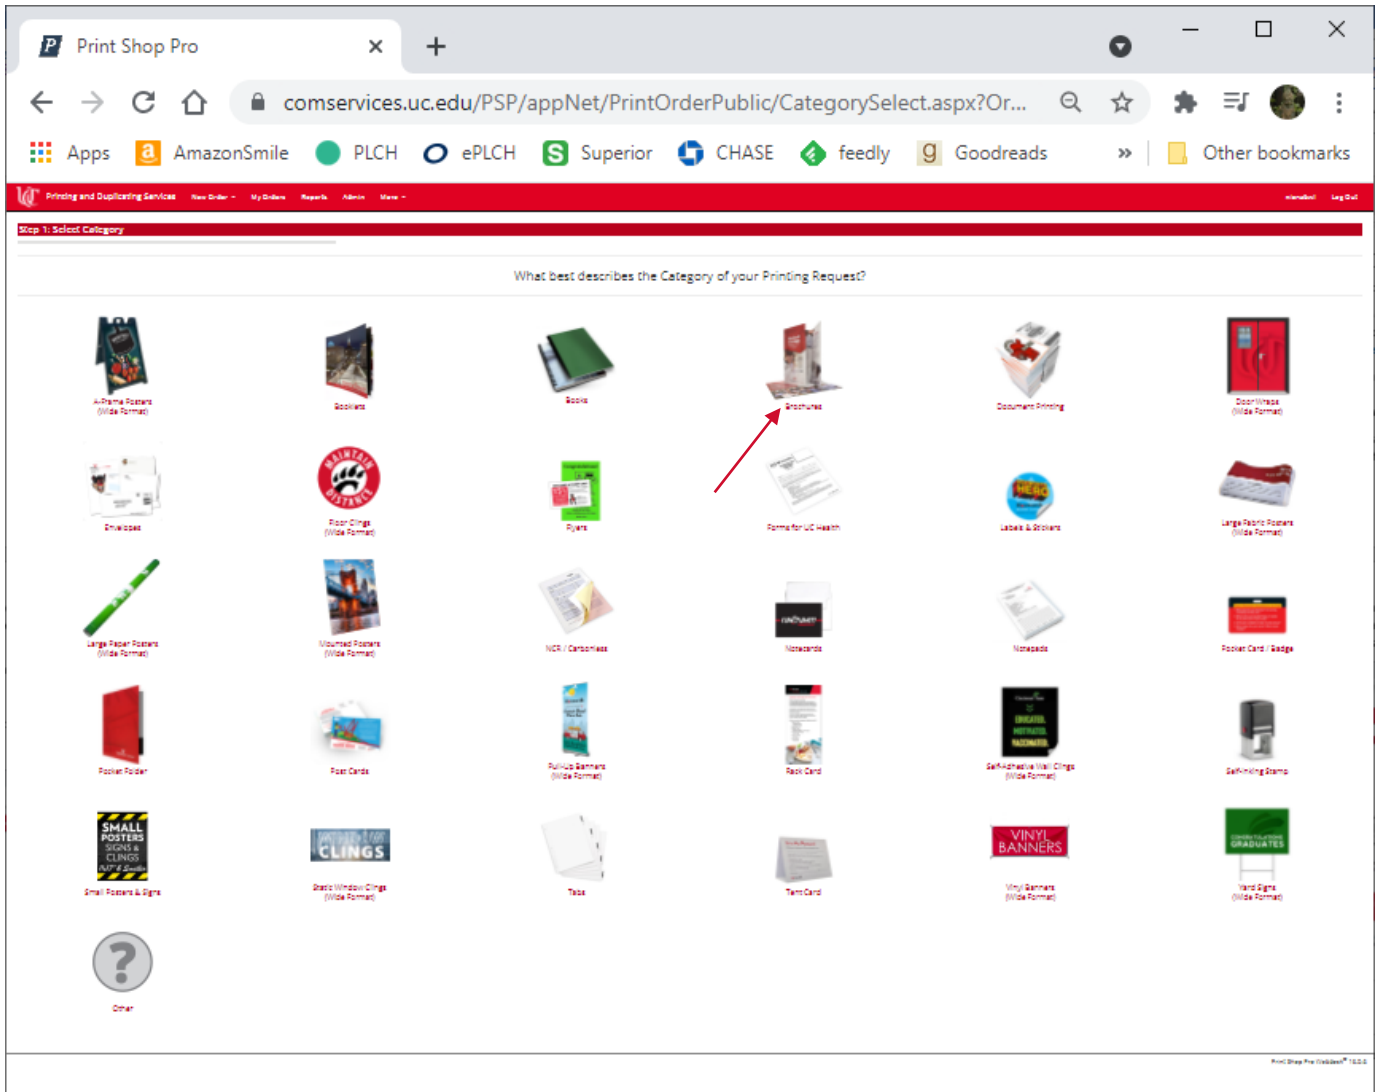 Print Shop Pro
comservices.uc.edu/PSP/appNet/PrintOrderPublic/CategorySelect.aspx?Or...
Apps AmazonSmile PLCH ePLCH Superior CHASE feedly Goodreads » Other bookmarks
UC Printing and Duplicating Services New Order My Orders Reports Admin More Log Out
Step 1: Select Category
What best describes the Category of your Printing Request?
A-Frame Posters
(Wide Format)
Booklets
Books
Brochures
Document Printing
Door Wraps
(Wide Format)
MAINTAIN
DISTANCE
Envelopes
Floor Clings
(Wide Format)
Flyers
Forms for UC Health
Labels & Stickers
Large Fabric Posters
(Wide Format)
Large Paper Posters
(Wide Format)
Mounted Posters
(Wide Format)
NCR / Carbonless
Notecards
Notepads
Pocket Card / Badge
EDUCATED.
MOTIVATED.
VACCINATED.
Pocket Folder
Post Cards
Pull-Up Banners
(Wide Format)
Rack Card
Self-Adhesive Wall Clings
(Wide Format)
Self-Inking Stamp
SMALL
POSTERS
SIGNS &
CLINGS
CLINGS
VINYL
BANNERS
CONGRATULATIONS
GRADUATES
Small Posters & Signs
Static Window Clings
(Wide Format)
Tabs
Tent Card
Vinyl Banners
(Wide Format)
Yard Signs
(Wide Format)
?
Other